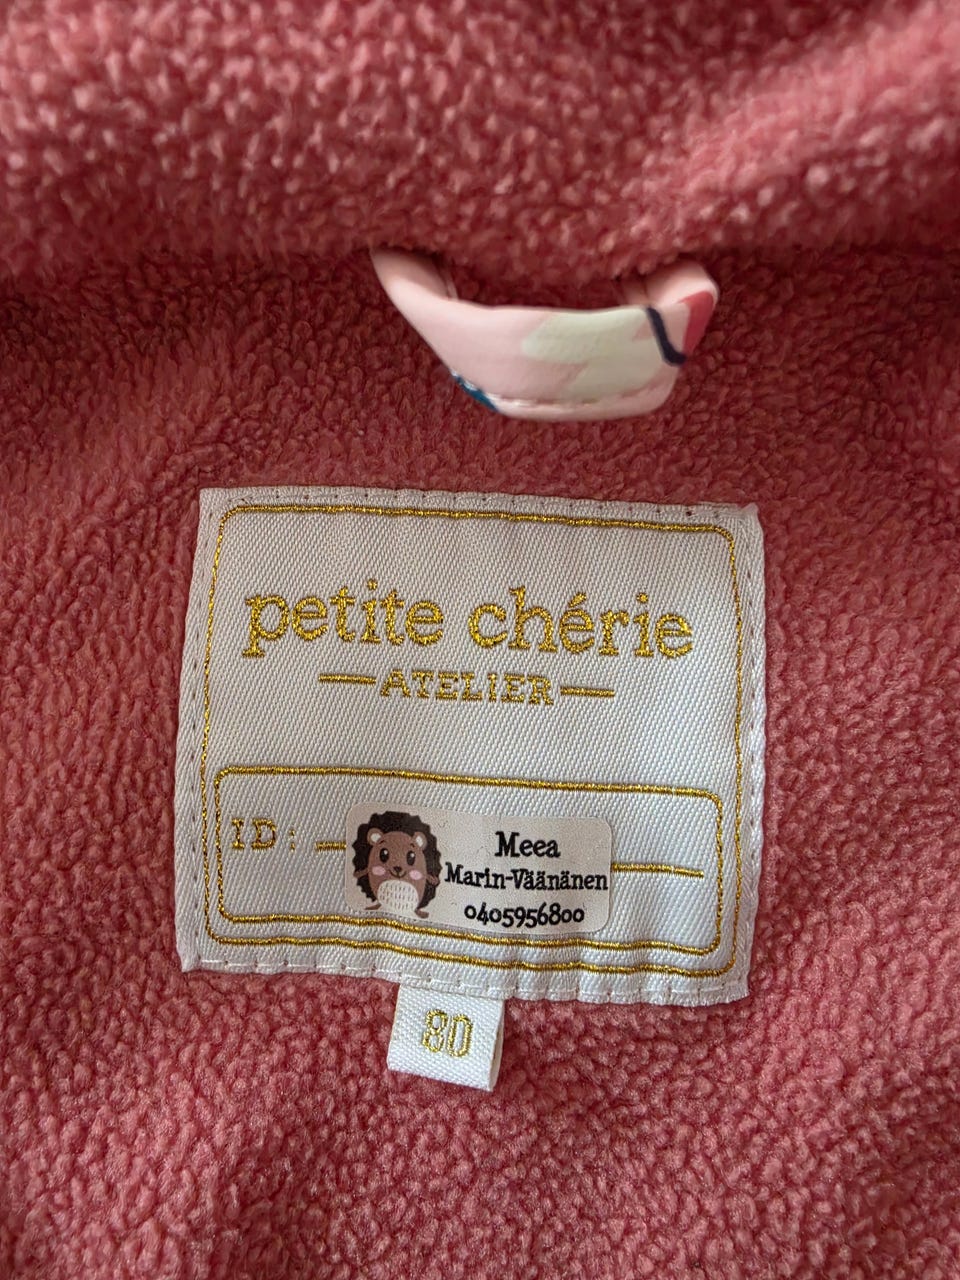 petite chérie
ATELIER
ID:
Meea
Marin-Väänänen
0405956800
80